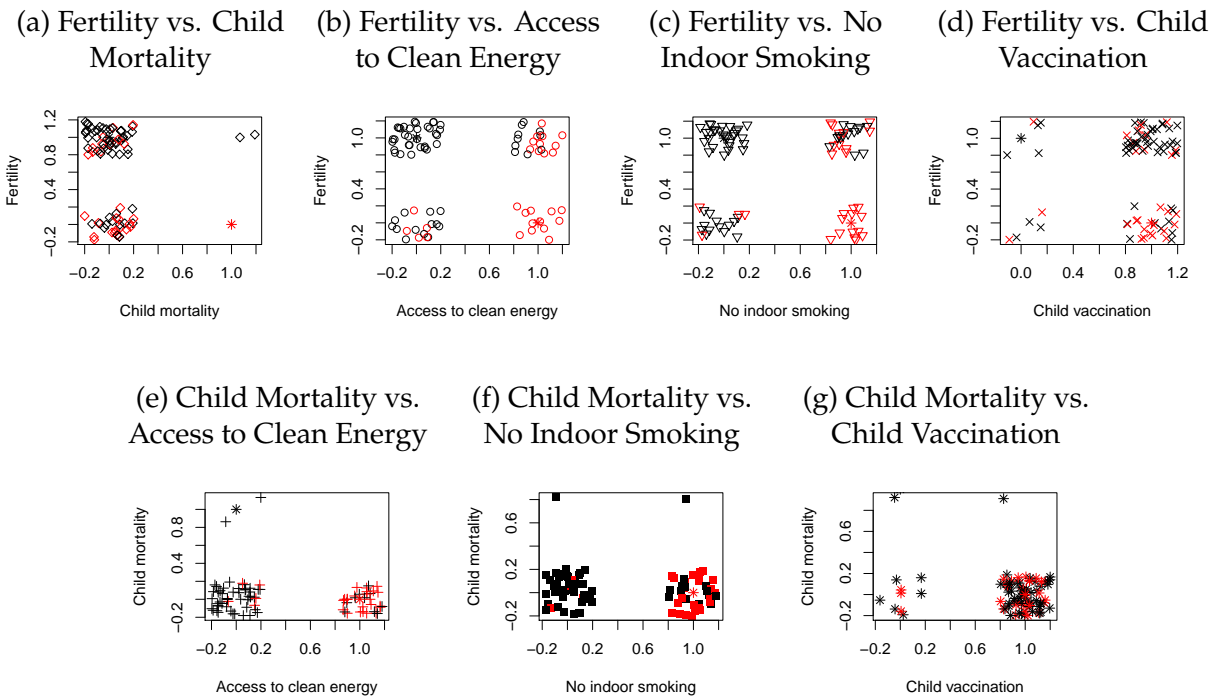 (a) Fertility vs. Child
Mortality
(b) Fertility vs. Access
to Clean Energy
(c) Fertility vs. No
Indoor Smoking
(d) Fertility vs. Child
Vaccination
Fertility
−0.2 0.4 0.8 1.2
−0.2 0.2 0.6 1.0
Child mortality
Fertility
−0.2 0.4 0.8 1.2
−0.2 0.2 0.6 1.0
Access to clean energy
Fertility
−0.2 0.4 0.8 1.2
−0.2 0.2 0.6 1.0
No indoor smoking
Fertility
−0.2 0.4 0.8 1.2
0.0 0.4 0.8 1.2
Child vaccination
(e) Child Mortality vs.
Access to Clean Energy
(f) Child Mortality vs.
No Indoor Smoking
(g) Child Mortality vs.
Child Vaccination
Child mortality
−0.2 0.4 0.8
−0.2 0.2 0.6 1.0
Access to clean energy
Child mortality
−0.2 0.2 0.6
−0.2 0.2 0.6 1.0
No indoor smoking
Child mortality
−0.2 0.2 0.8
−0.2 0.2 0.6 1.0
Child vaccination